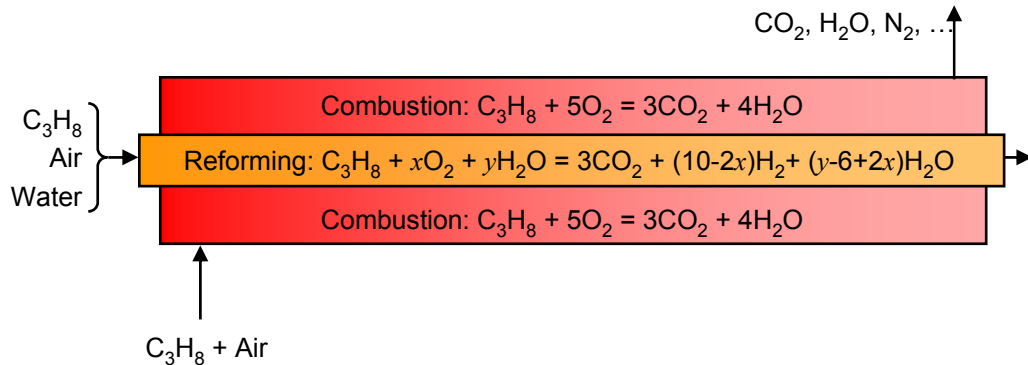 CO₂, H₂O, N₂, …
Combustion: C₃H₈ + 5O₂ = 3CO₂ + 4H₂O
C₃H₈
Air
Water
Reforming: C₃H₈ + xO₂ + yH₂O = 3CO₂ + (10-2x)H₂+ (y-6+2x)H₂O
Combustion: C₃H₈ + 5O₂ = 3CO₂ + 4H₂O
C₃H₈ + Air